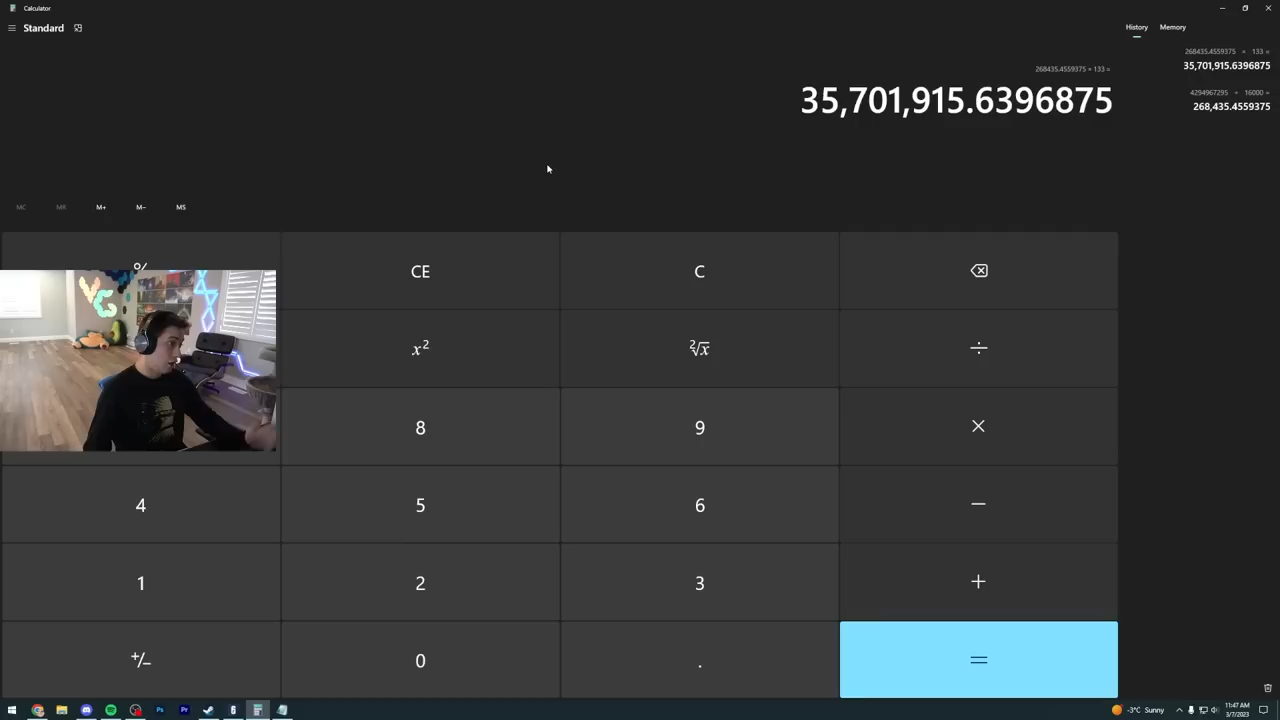 Calculator
Standard
History Memory
268435.4559375 × 133 =
35,701,915.6396875
268435.4559375 × 133 =
35,701,915.6396875
4294967295 ÷ 16000 =
268,435.4559375
MC MR M+ M− MS
% CE C
x² ²√x ÷
8 9 ×
4 5 6 −
1 2 3 +
+/− 0 . =
VG
-3°C Sunny
11:47 AM
3/7/2023